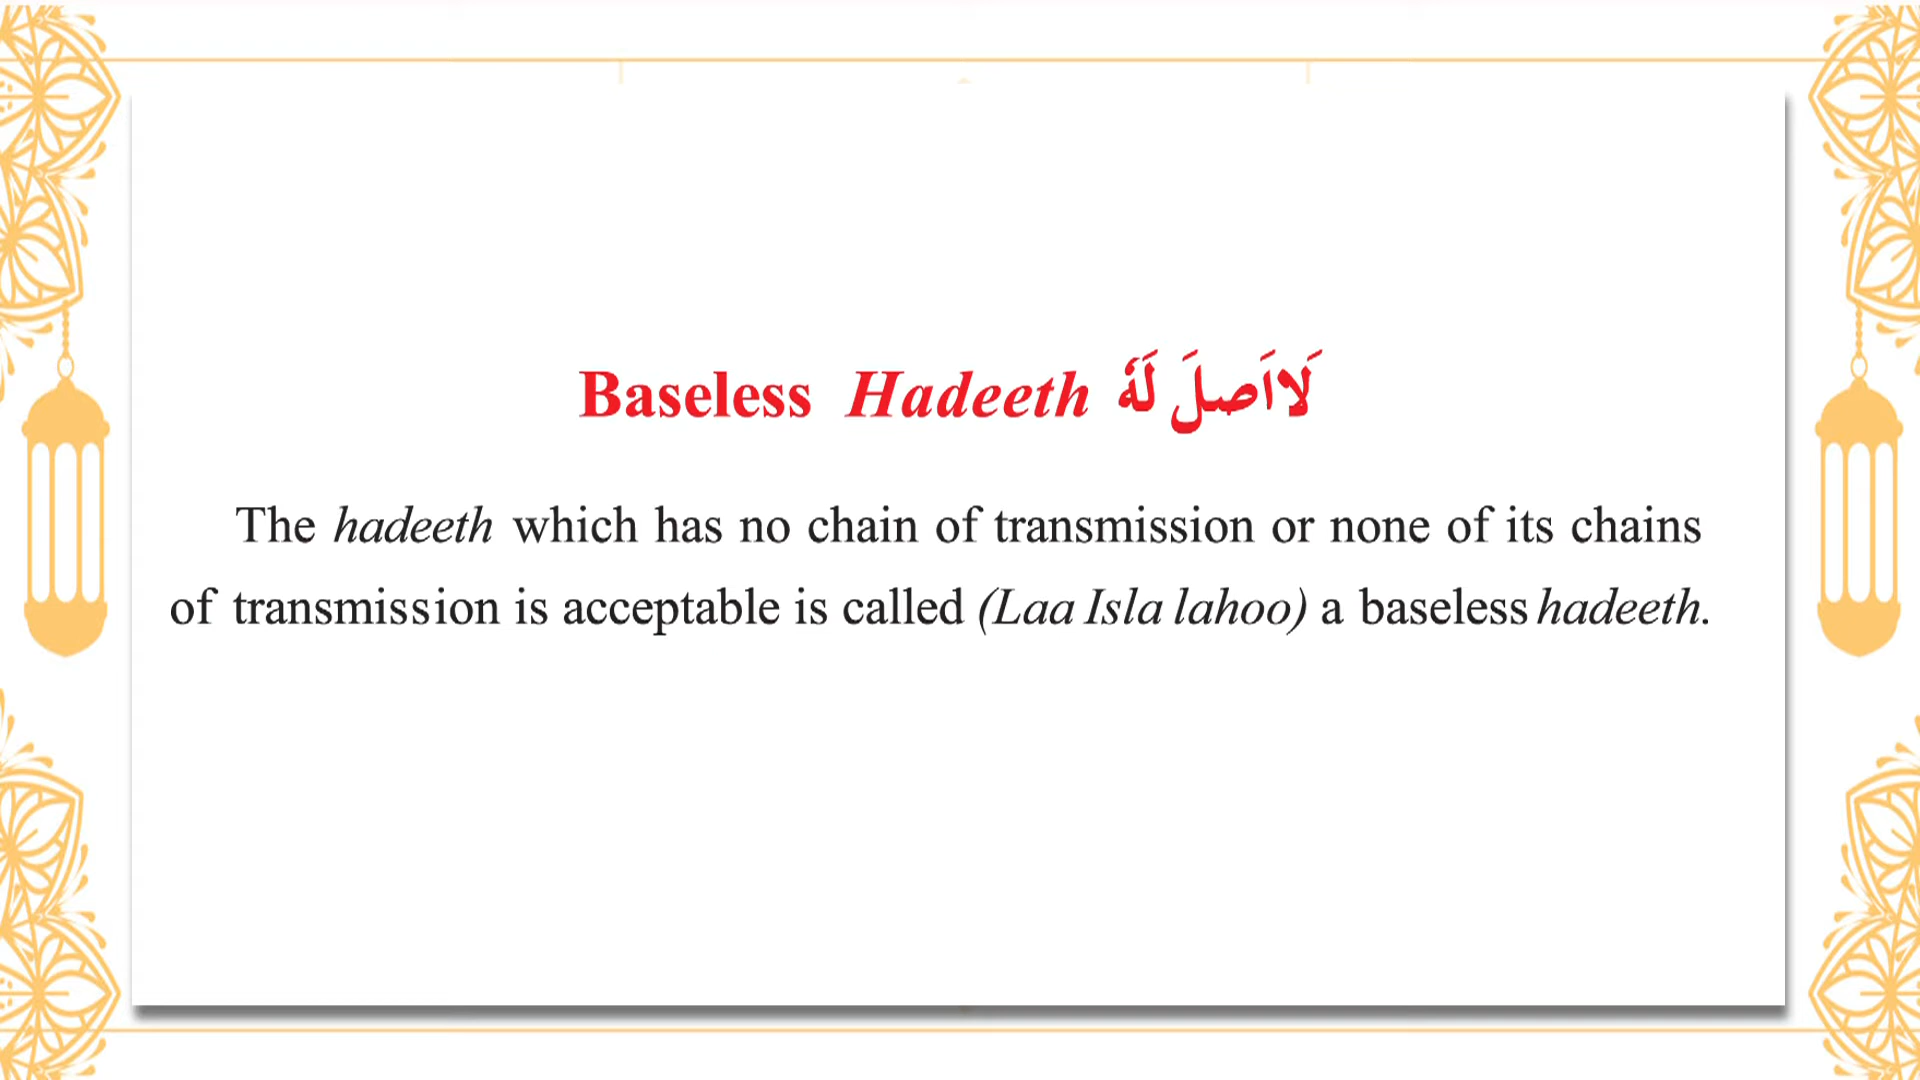 Baseless Hadeeth لَااَصلَ لَهٗ
The hadeeth which has no chain of transmission or none of its chains
of transmission is acceptable is called (Laa Isla lahoo) a baseless hadeeth.